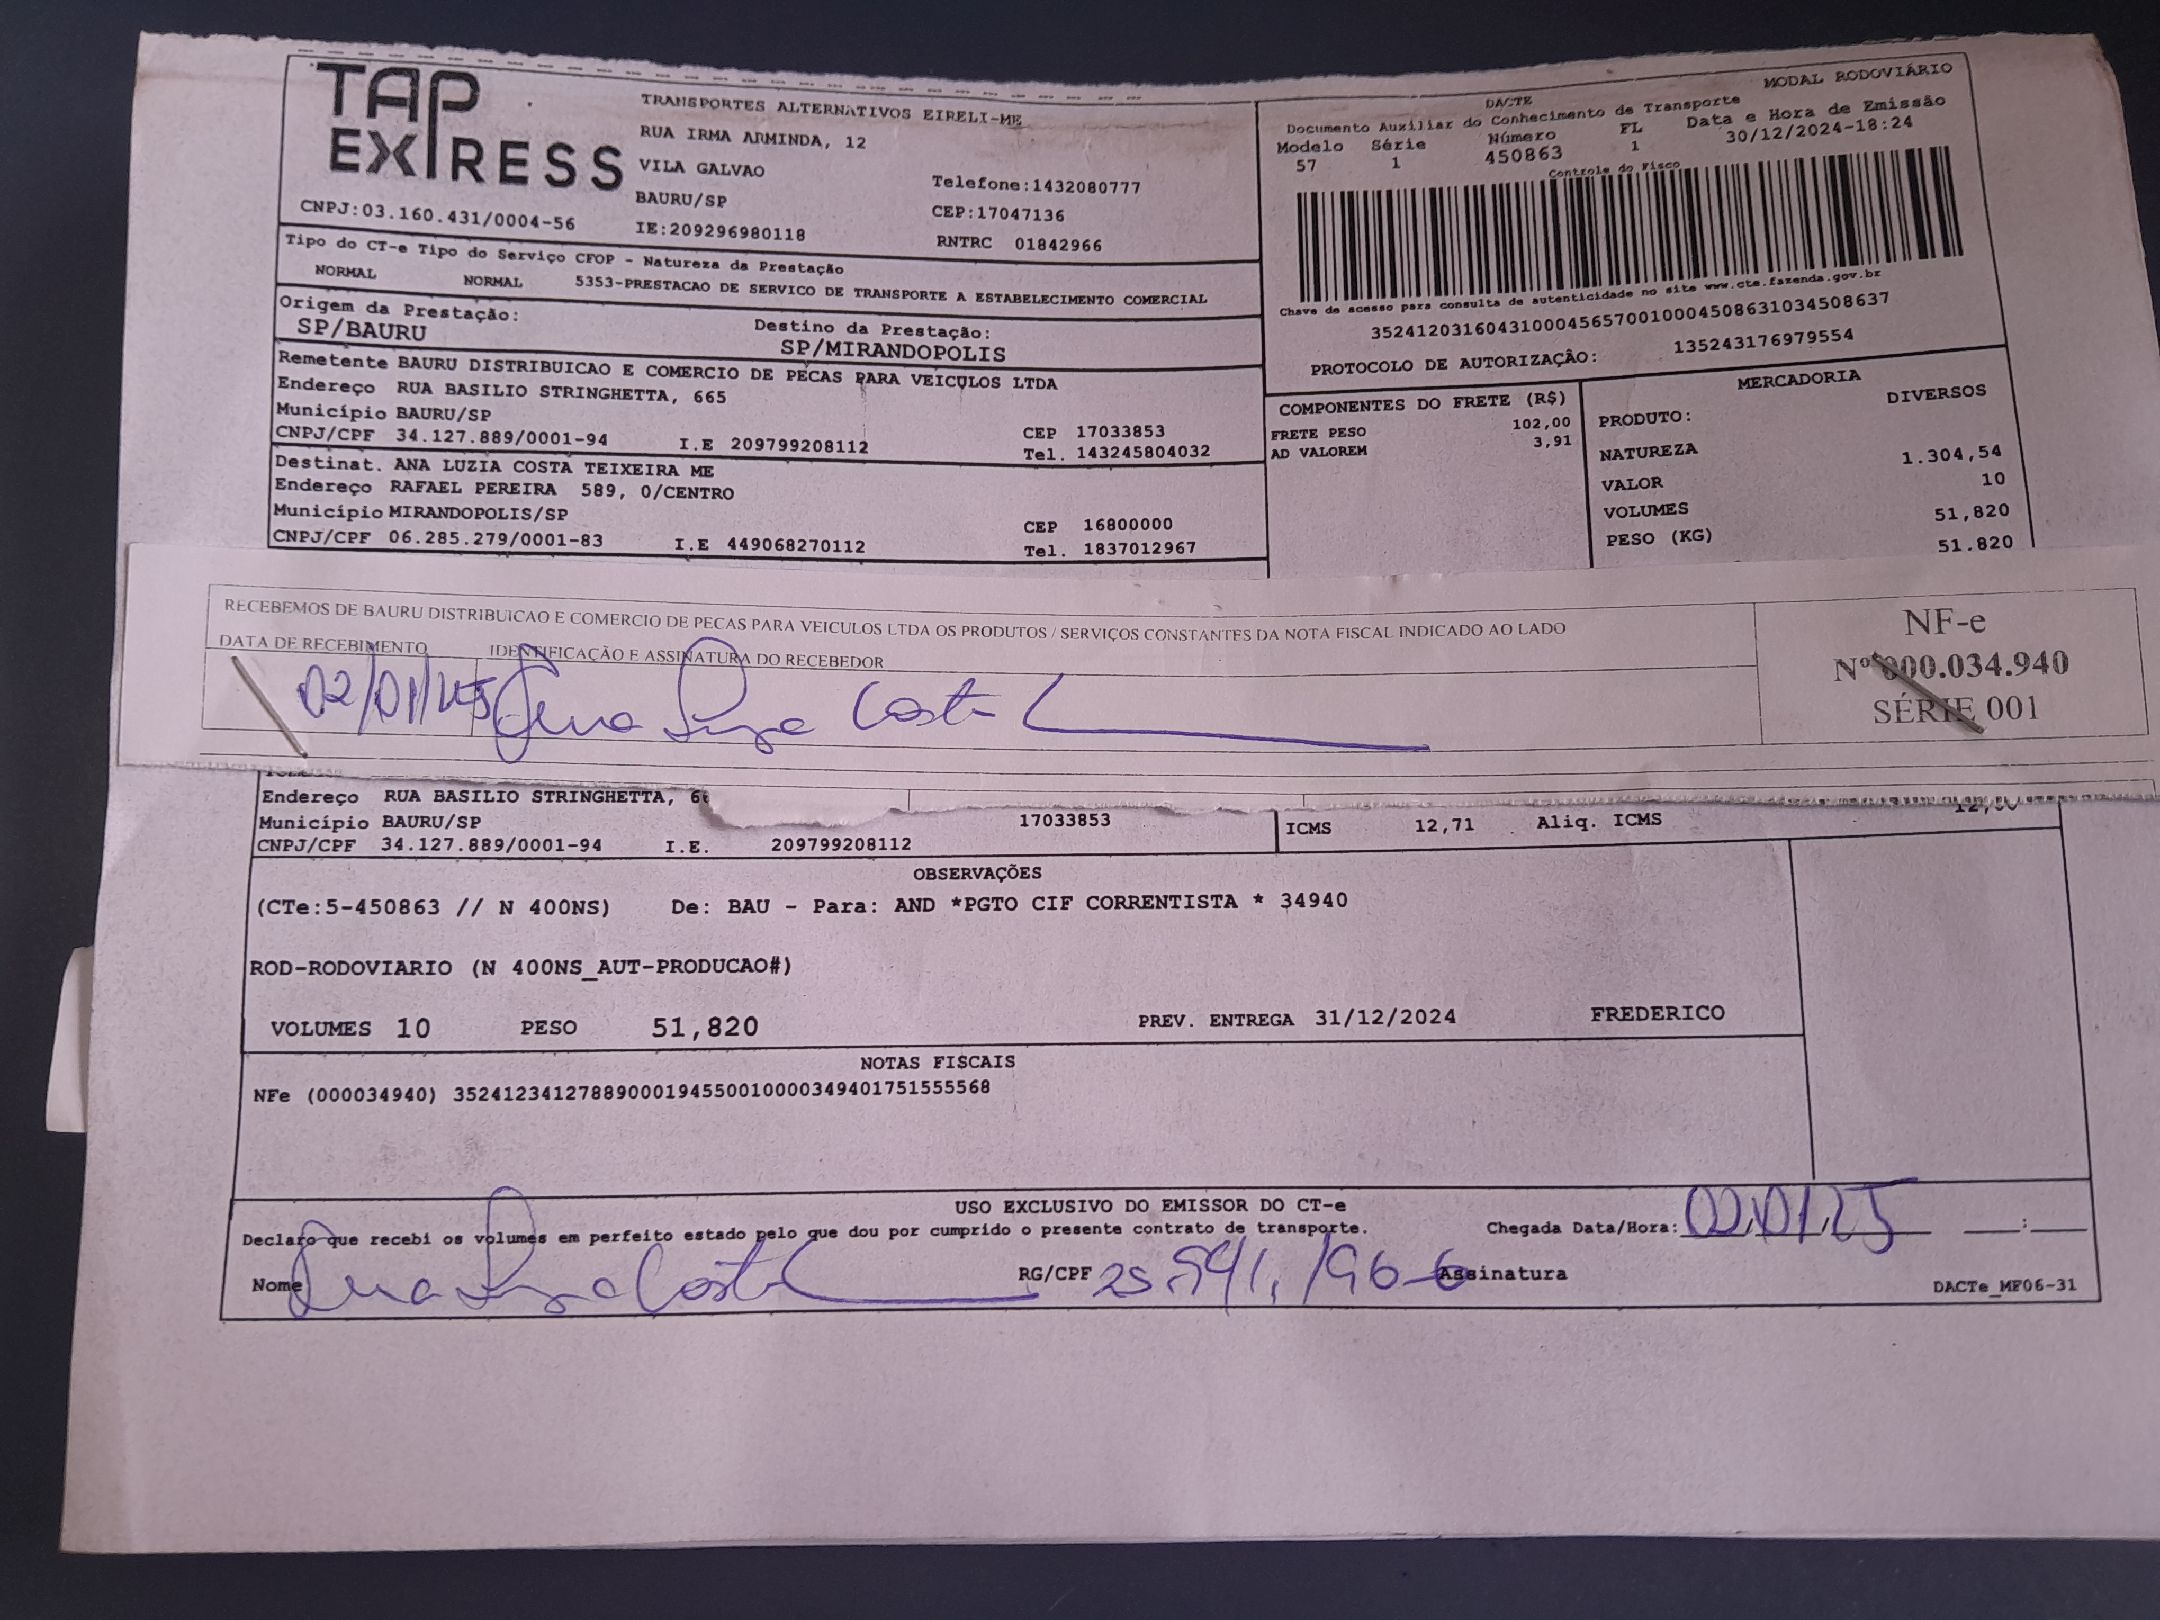 TAP EXPRESS
TRANSPORTES ALTERNATIVOS EIRELI-ME
RUA IRMA ARMINDA, 12
VILA GALVAO
Telefone:1432080777
BAURU/SP
CEP:17047136
CNPJ:03.160.431/0004-56
IE:209296980118
RNTRC 01842966
MODAL RODOVIÁRIO
DACTE
Documento Auxiliar do Conhecimento de Transporte
Modelo Série Número FL Data e Hora de Emissão
57 1 450863 1 30/12/2024-18:24
Controle do Fisco
Chave de acesso para consulta de autenticidade no site www.cte.fazenda.gov.br
35241203160431000456570010004508631034508637
PROTOCOLO DE AUTORIZAÇÃO: 135243176979554
Tipo do CT-e Tipo do Serviço CFOP - Natureza da Prestação
NORMAL NORMAL 5353-PRESTACAO DE SERVICO DE TRANSPORTE A ESTABELECIMENTO COMERCIAL
Origem da Prestação: Destino da Prestação:
SP/BAURU SP/MIRANDOPOLIS
Remetente BAURU DISTRIBUICAO E COMERCIO DE PECAS PARA VEICULOS LTDA
Endereço RUA BASILIO STRINGHETTA, 665
Município BAURU/SP CEP 17033853
CNPJ/CPF 34.127.889/0001-94 I.E 209799208112 Tel. 143245804032
Destinat. ANA LUZIA COSTA TEIXEIRA ME
Endereço RAFAEL PEREIRA 589, 0/CENTRO
Município MIRANDOPOLIS/SP CEP 16800000
CNPJ/CPF 06.285.279/0001-83 I.E 449068270112 Tel. 1837012967
COMPONENTES DO FRETE (R$)
FRETE PESO 102,00
AD VALOREM 3,91
MERCADORIA
PRODUTO: DIVERSOS
NATUREZA
VALOR 1.304,54
VOLUMES 10
PESO (KG) 51,820
51.820
RECEBEMOS DE BAURU DISTRIBUICAO E COMERCIO DE PECAS PARA VEICULOS LTDA OS PRODUTOS / SERVIÇOS CONSTANTES DA NOTA FISCAL INDICADO AO LADO
DATA DE RECEBIMENTO IDENTIFICAÇÃO E ASSINATURA DO RECEBEDOR
02/01/25 Ana Luzia Costa
NF-e
Nº 000.034.940
SÉRIE 001
Endereço RUA BASILIO STRINGHETTA, 6
Município BAURU/SP 17033853
CNPJ/CPF 34.127.889/0001-94 I.E. 209799208112
ICMS 12,71 Aliq. ICMS
OBSERVAÇÕES
(CTe:5-450863 // N 400NS) De: BAU - Para: AND *PGTO CIF CORRENTISTA * 34940
ROD-RODOVIARIO (N 400NS_AUT-PRODUCAO#)
VOLUMES 10 PESO 51,820 PREV. ENTREGA 31/12/2024 FREDERICO
NOTAS FISCAIS
NFe (000034940) 35241234127889000194550010000349401751555568
USO EXCLUSIVO DO EMISSOR DO CT-e
Declaro que recebi os volumes em perfeito estado pelo que dou por cumprido o presente contrato de transporte. Chegada Data/Hora: 02/01/25 :
Nome Ana Luzia Costa RG/CPF 25.941.196-6 Assinatura
DACTe_MF06-31